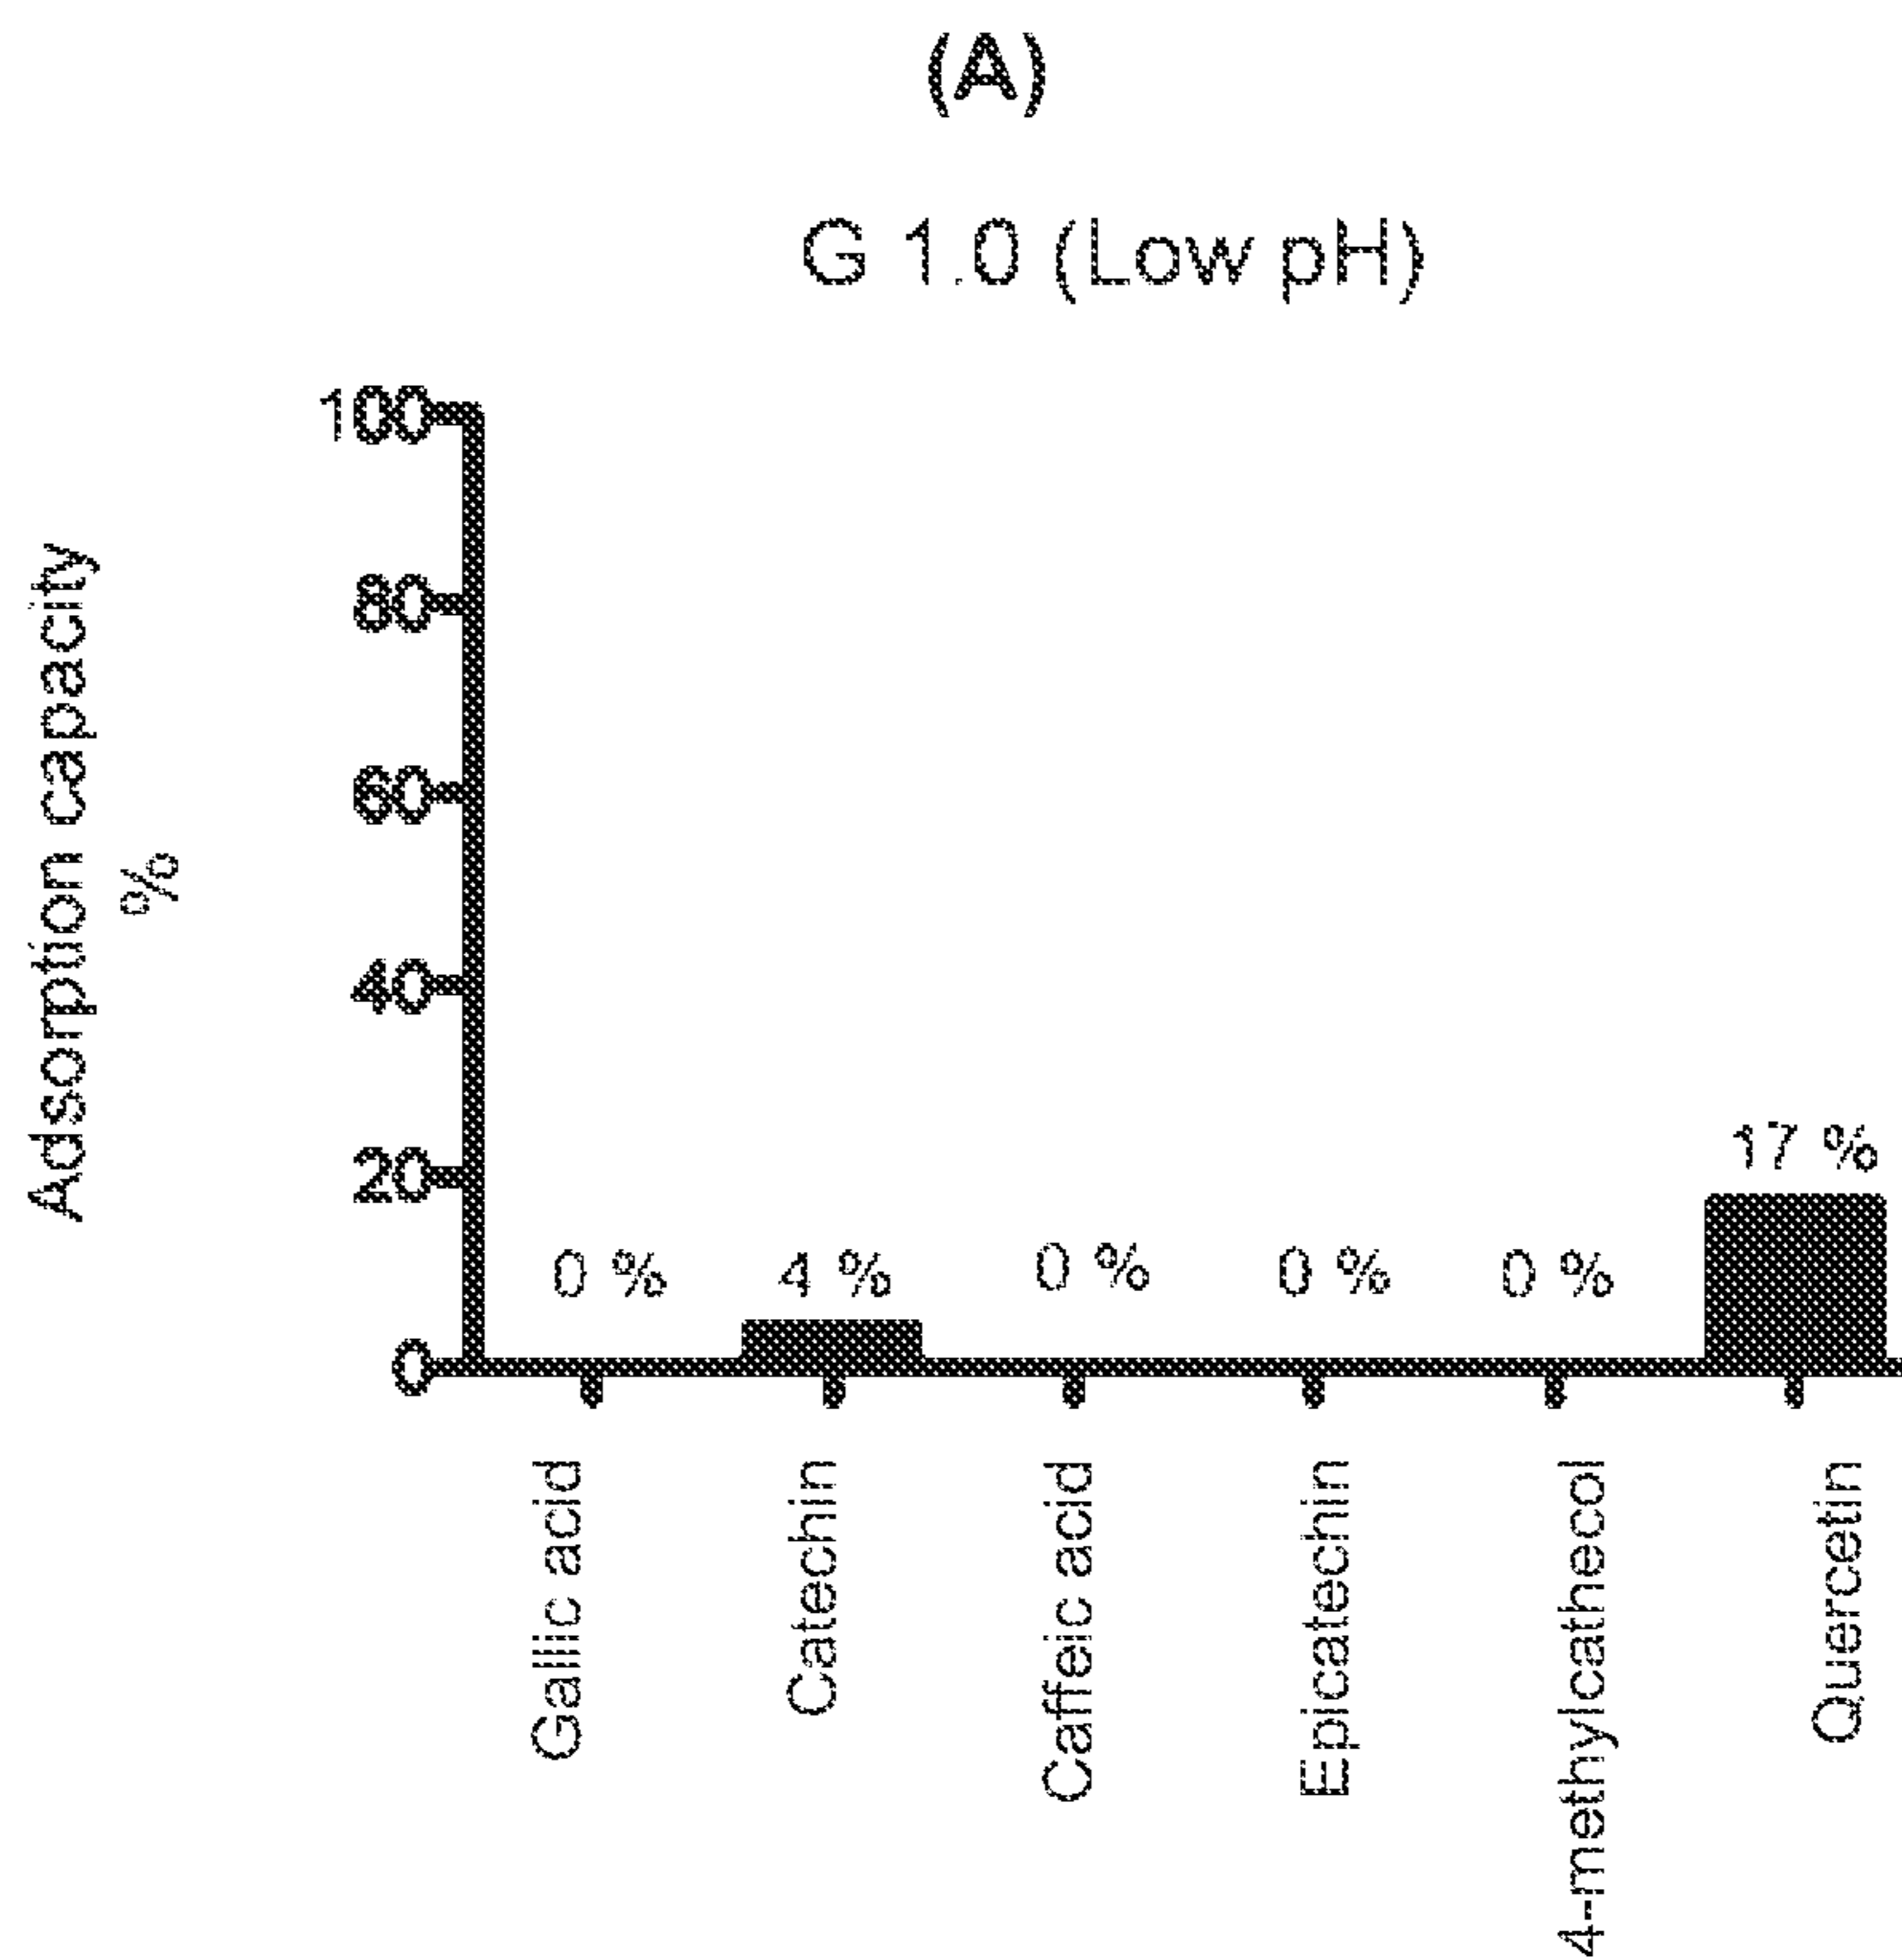 (A)
G 1.0 (Low pH)
Adsorption capacity
%
100
80
60
40
20
0
0 %
4 %
0 %
0 %
0 %
17 %
Gallic acid
Catechin
Caffeic acid
Epicatechin
4-methylcathecol
Quercetin